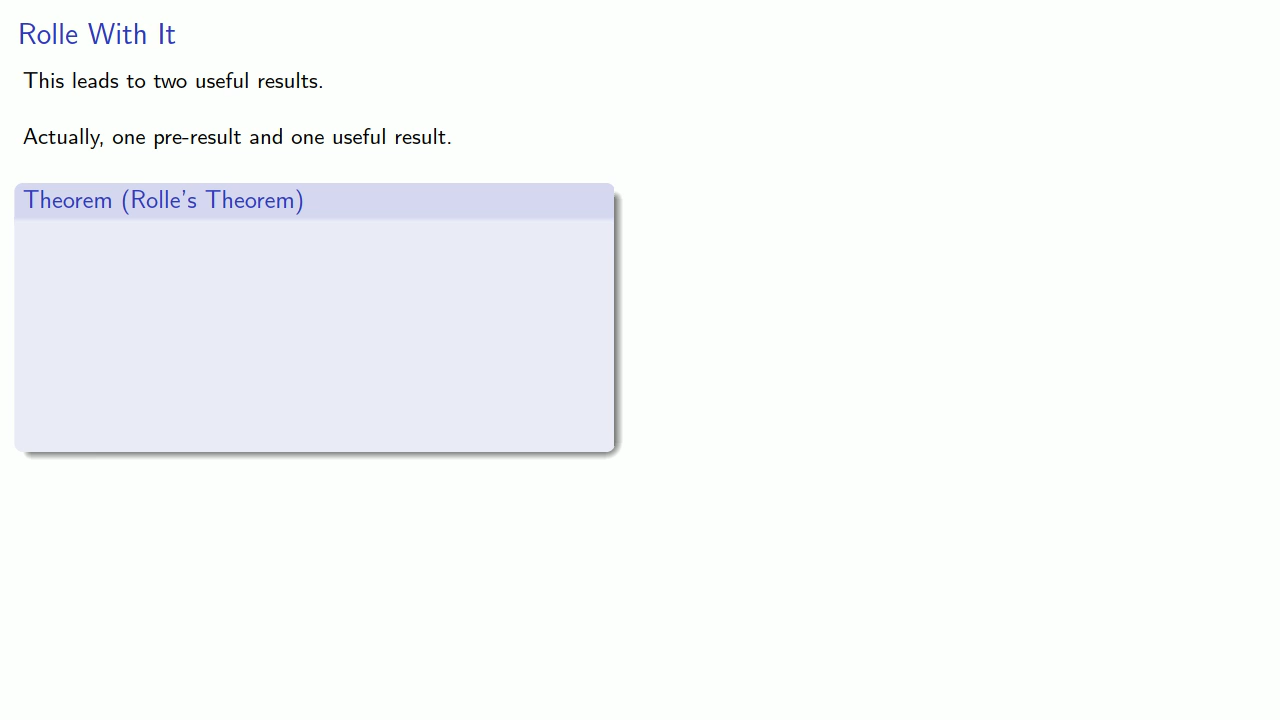 Rolle With It
This leads to two useful results.
Actually, one pre-result and one useful result.
Theorem (Rolle's Theorem)